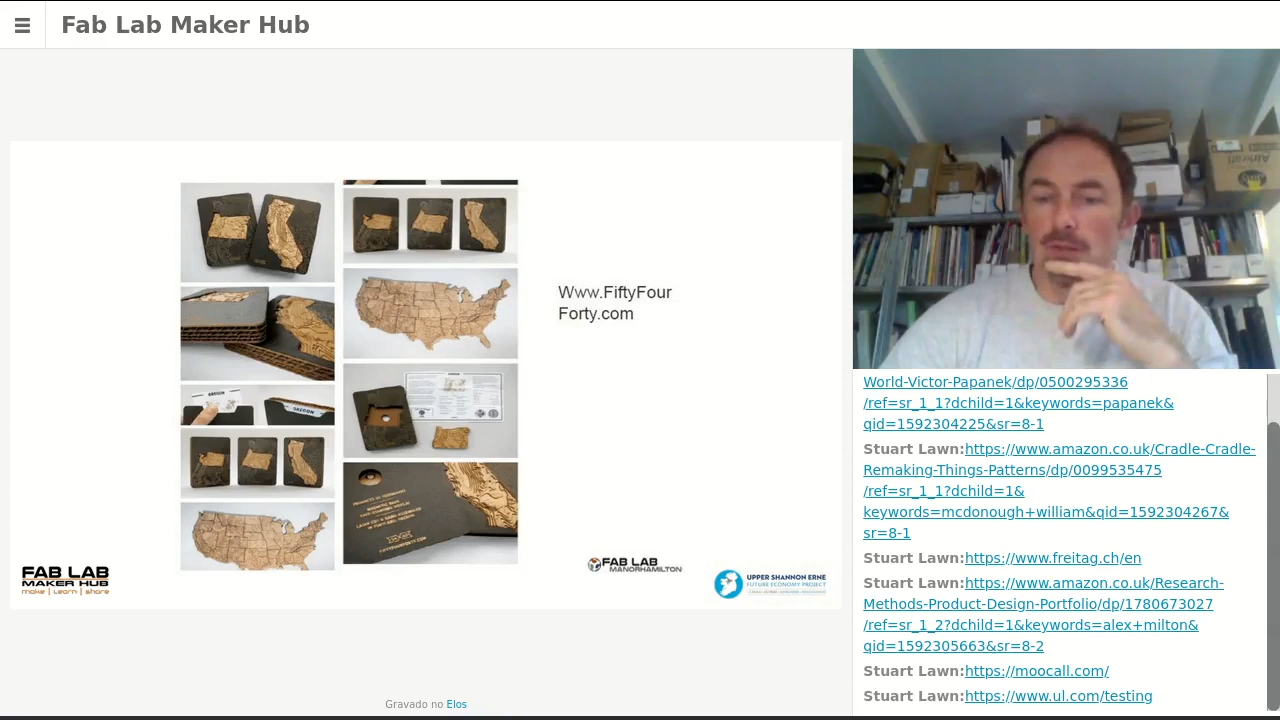 Fab Lab Maker Hub
Www.FiftyFour
Forty.com
OREGON
OREGON
FAB LAB
MAKER HUB
make | learn | share
FAB LAB
MANORHAMILTON
UPPER SHANNON ERNE
FUTURE ECONOMY PROJECT
Gravado no Elos
World-Victor-Papanek/dp/0500295336
/ref=sr_1_1?dchild=1&keywords=papanek&
qid=1592304225&sr=8-1
Stuart Lawn:https://www.amazon.co.uk/Cradle-Cradle-
Remaking-Things-Patterns/dp/0099535475
/ref=sr_1_1?dchild=1&
keywords=mcdonough+william&qid=1592304267&
sr=8-1
Stuart Lawn:https://www.freitag.ch/en
Stuart Lawn:https://www.amazon.co.uk/Research-
Methods-Product-Design-Portfolio/dp/1780673027
/ref=sr_1_2?dchild=1&keywords=alex+milton&
qid=1592305663&sr=8-2
Stuart Lawn:https://moocall.com/
Stuart Lawn:https://www.ul.com/testing